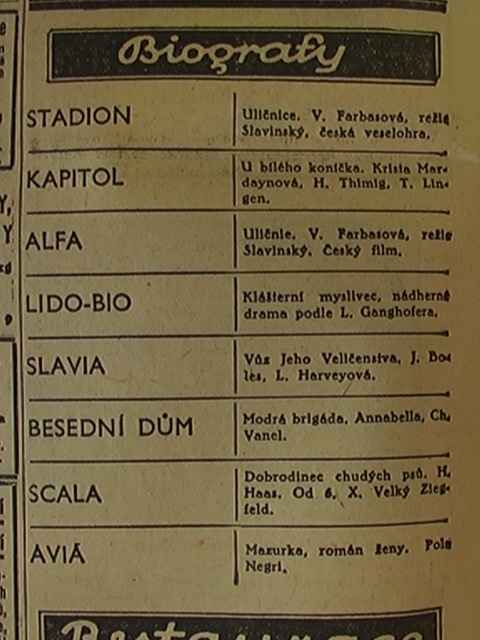 Biografy
STADION
Uličnice. V. Farbasová, režie
Slavinský, česká veselohra.
KAPITOL
U bílého koníčka. Krista Mar-
daynová, H. Thimig, T. Lin-
gen.
ALFA
Uličnie. V. Farbasová, režie
Slavinský. Český film.
LIDO-BIO
Klášterní myslivec, nádherné
drama podle L. Ganghofera.
SLAVIA
Vůz Jeho Veličenstva, J. Bo-
les, L. Harveyová.
BESEDNÍ DŮM
Modrá brigáda, Annabella, Ch.
Vanel.
SCALA
Dobrodinec chudých psů. H.
Haas. Od 6. X. Velký Zieg-
feld.
AVIA
Mazurka, román ženy. Pola
Negri.